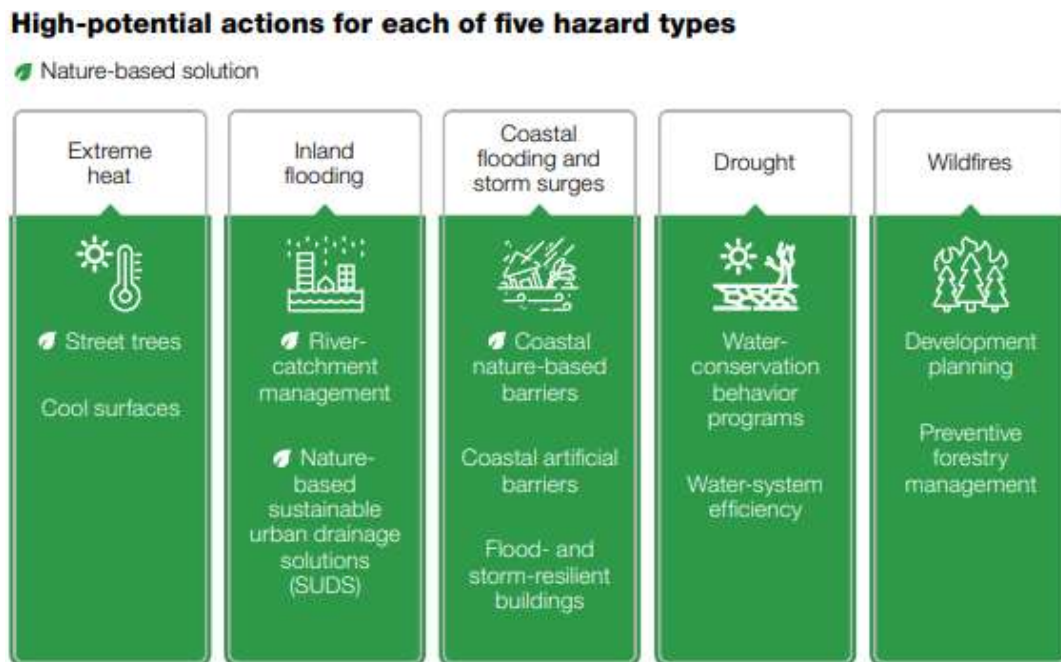 High-potential actions for each of five hazard types
Nature-based solution
Extreme
heat
Street trees
Cool surfaces
Inland
flooding
River-
catchment
management
Nature-
based
sustainable
urban drainage
solutions
(SUDS)
Coastal
flooding and
storm surges
Coastal
nature-based
barriers
Coastal artificial
barriers
Flood- and
storm-resilient
buildings
Drought
Water-
conservation
behavior
programs
Water-system
efficiency
Wildfires
Development
planning
Preventive
forestry
management